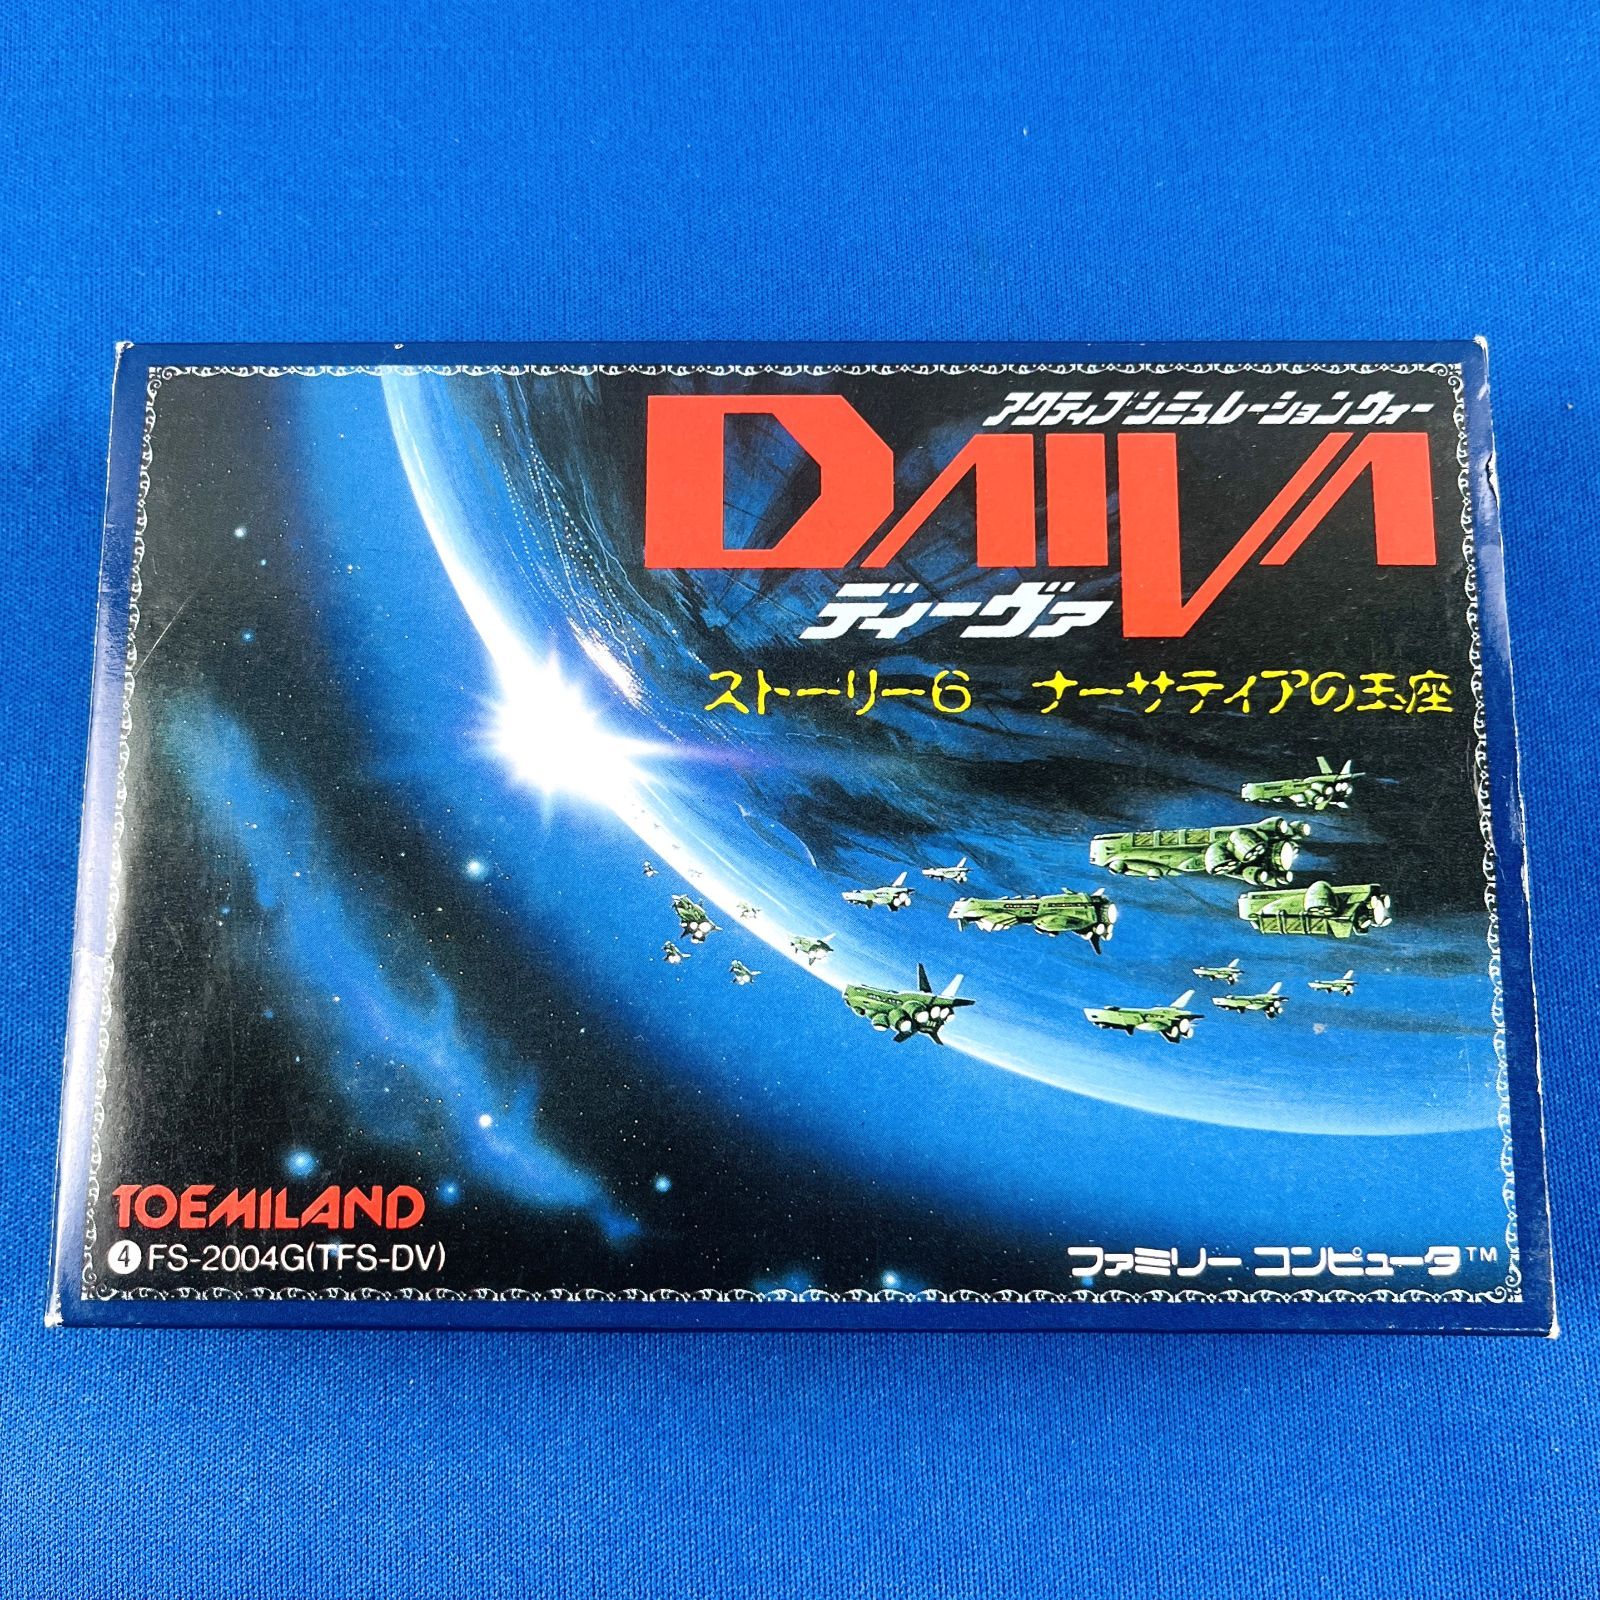 アクティブシミュレーションウォー
DAIVA
ディーヴァ
ストーリー6 ナーサティアの玉座
TOEMILAND
④FS-2004G(TFS-DV)
ファミリー コンピュータ™